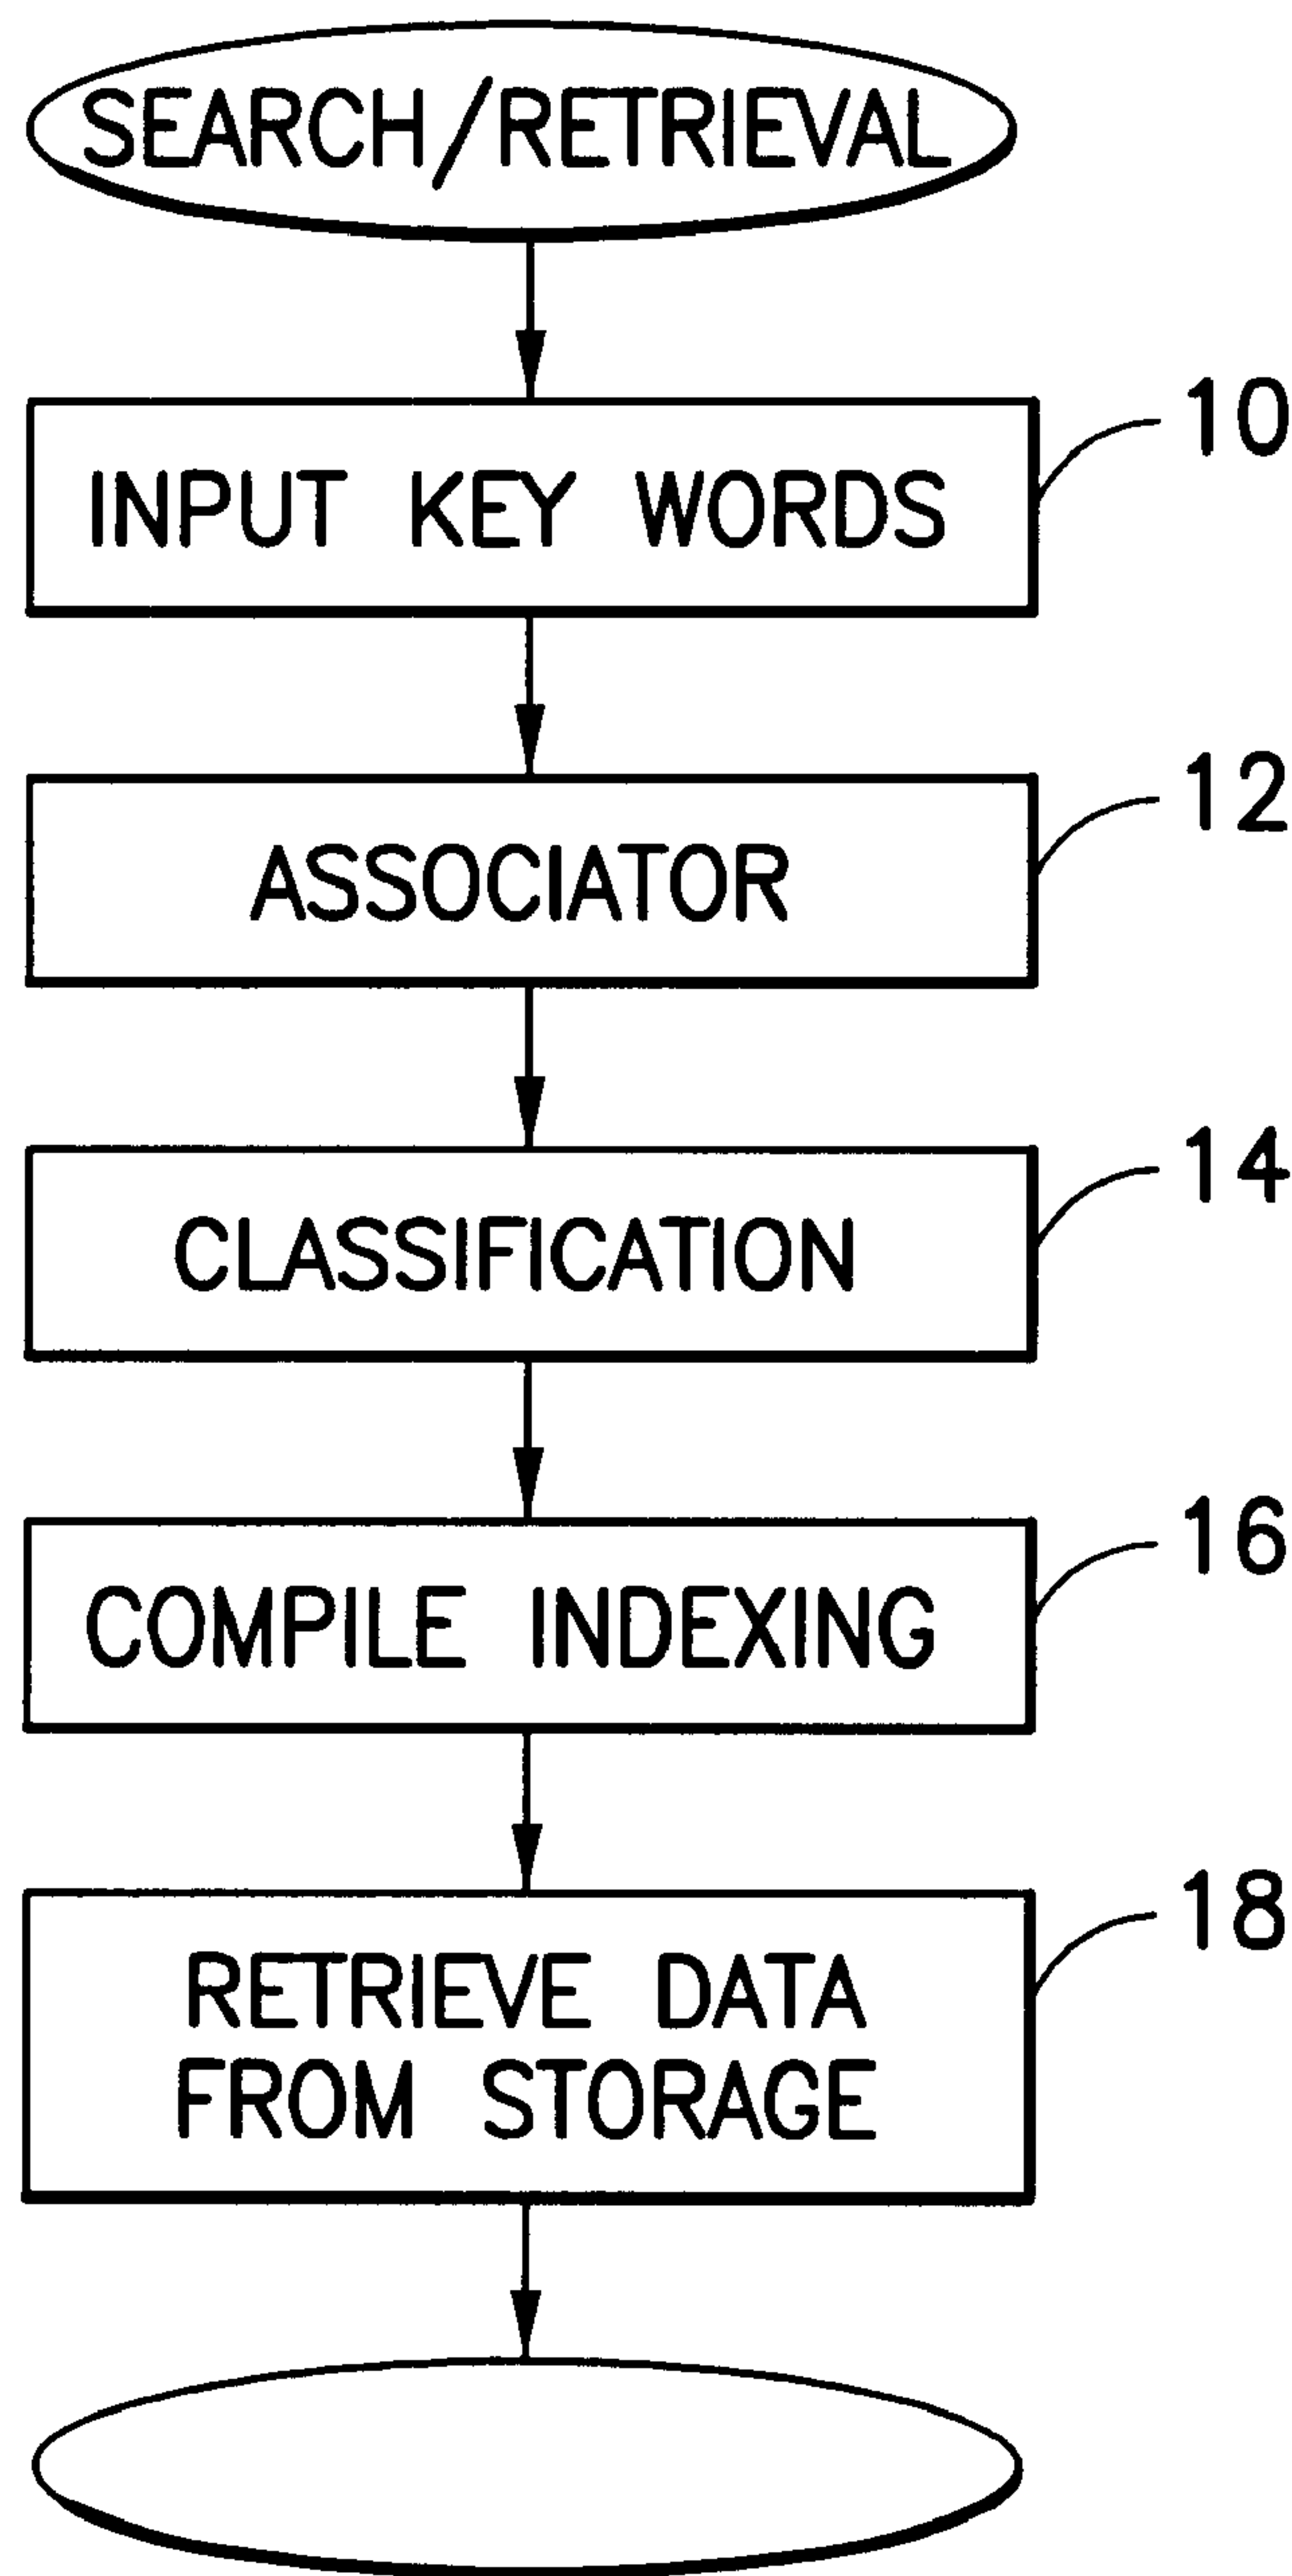 SEARCH/RETRIEVAL
10
INPUT KEY WORDS
12
ASSOCIATOR
14
CLASSIFICATION
16
COMPILE INDEXING
18
RETRIEVE DATA
FROM STORAGE